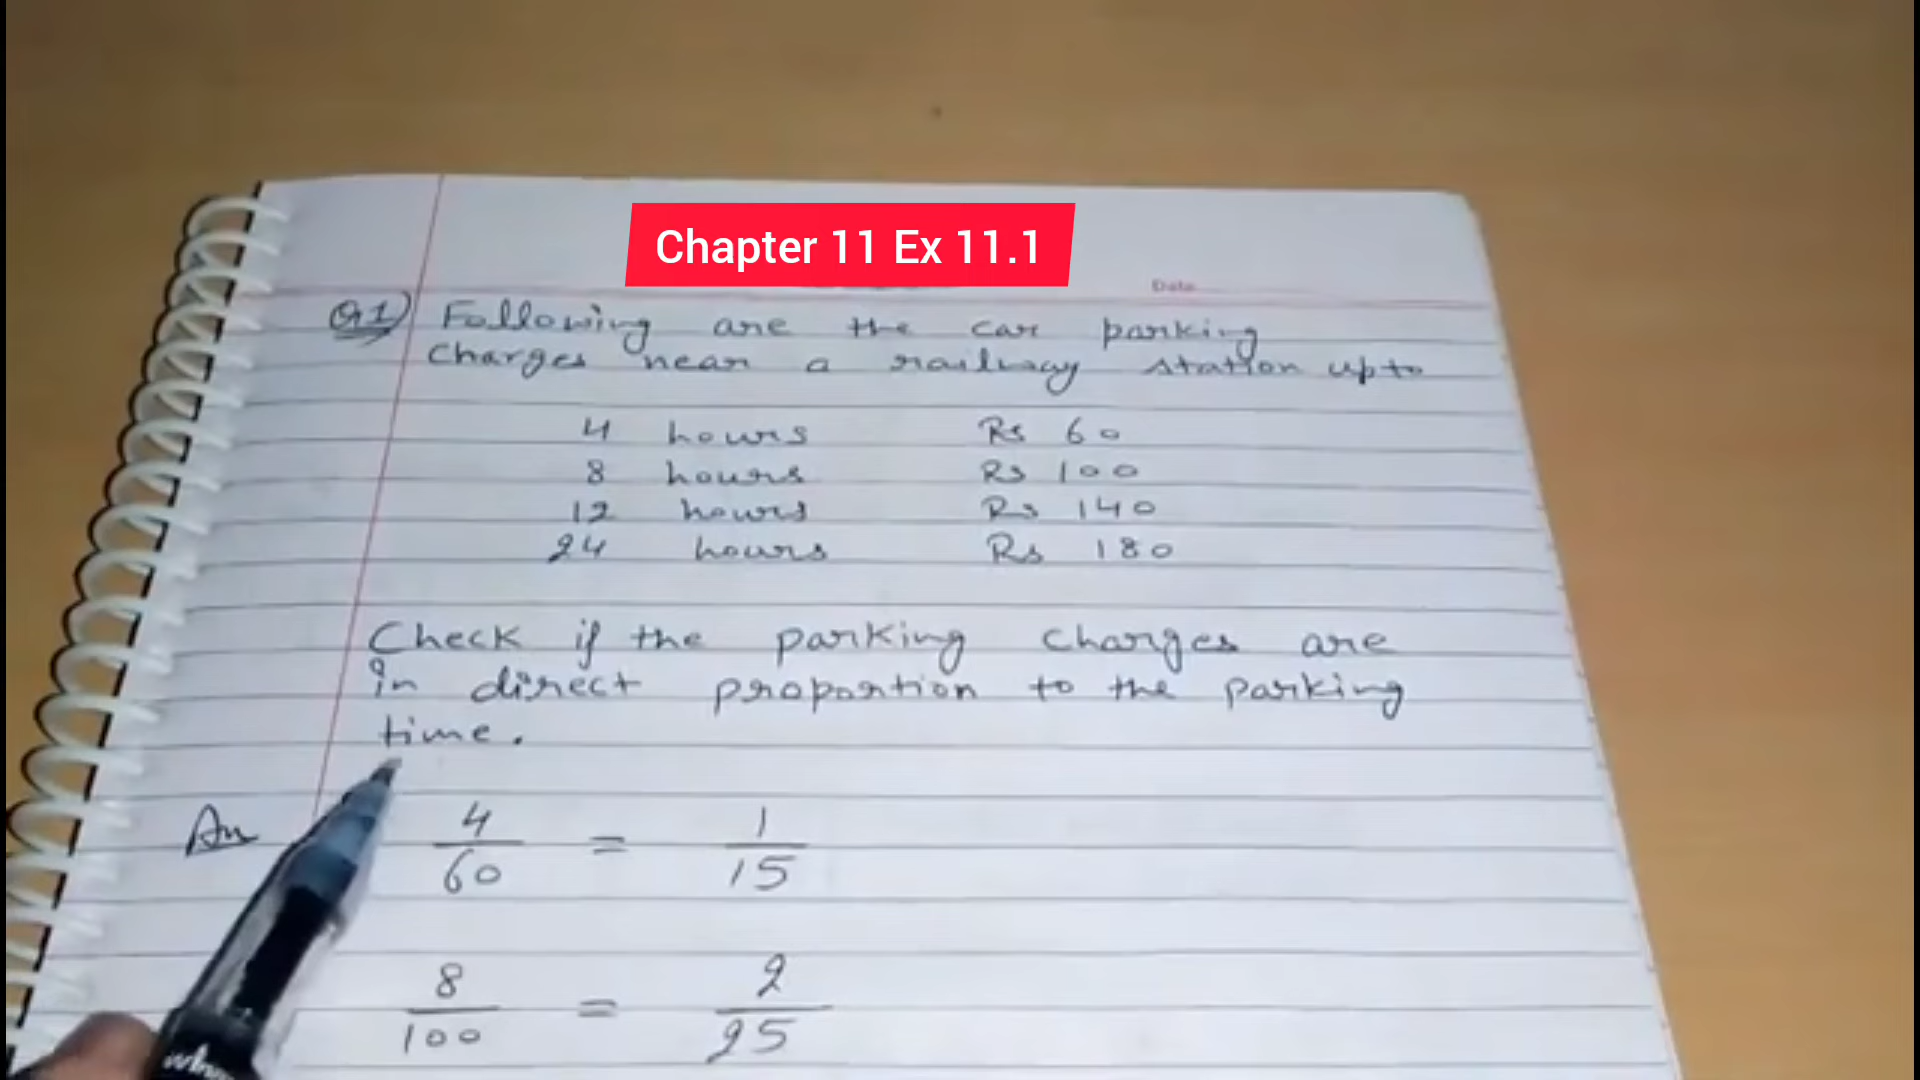 Chapter 11 Ex 11.1
Date
Q1) Following are the car parking
charges near a railway station upto
4 hours Rs 60
8 hours Rs 100
12 hours Rs 140
24 hours Rs 180
Check if the parking charges are
in direct proportion to the parking
time.
An 4/60 = 1/15
8/100 = 2/25